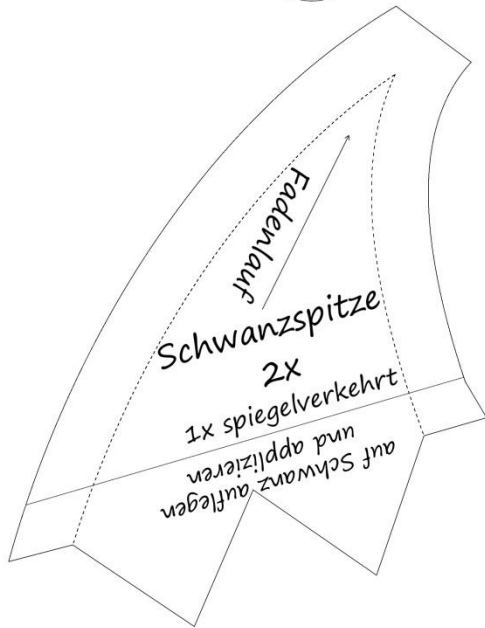 Fadenlauf
Schwanzspitze
2x
1x spiegelverkehrt
auf Schwanz auflegen
und applizieren